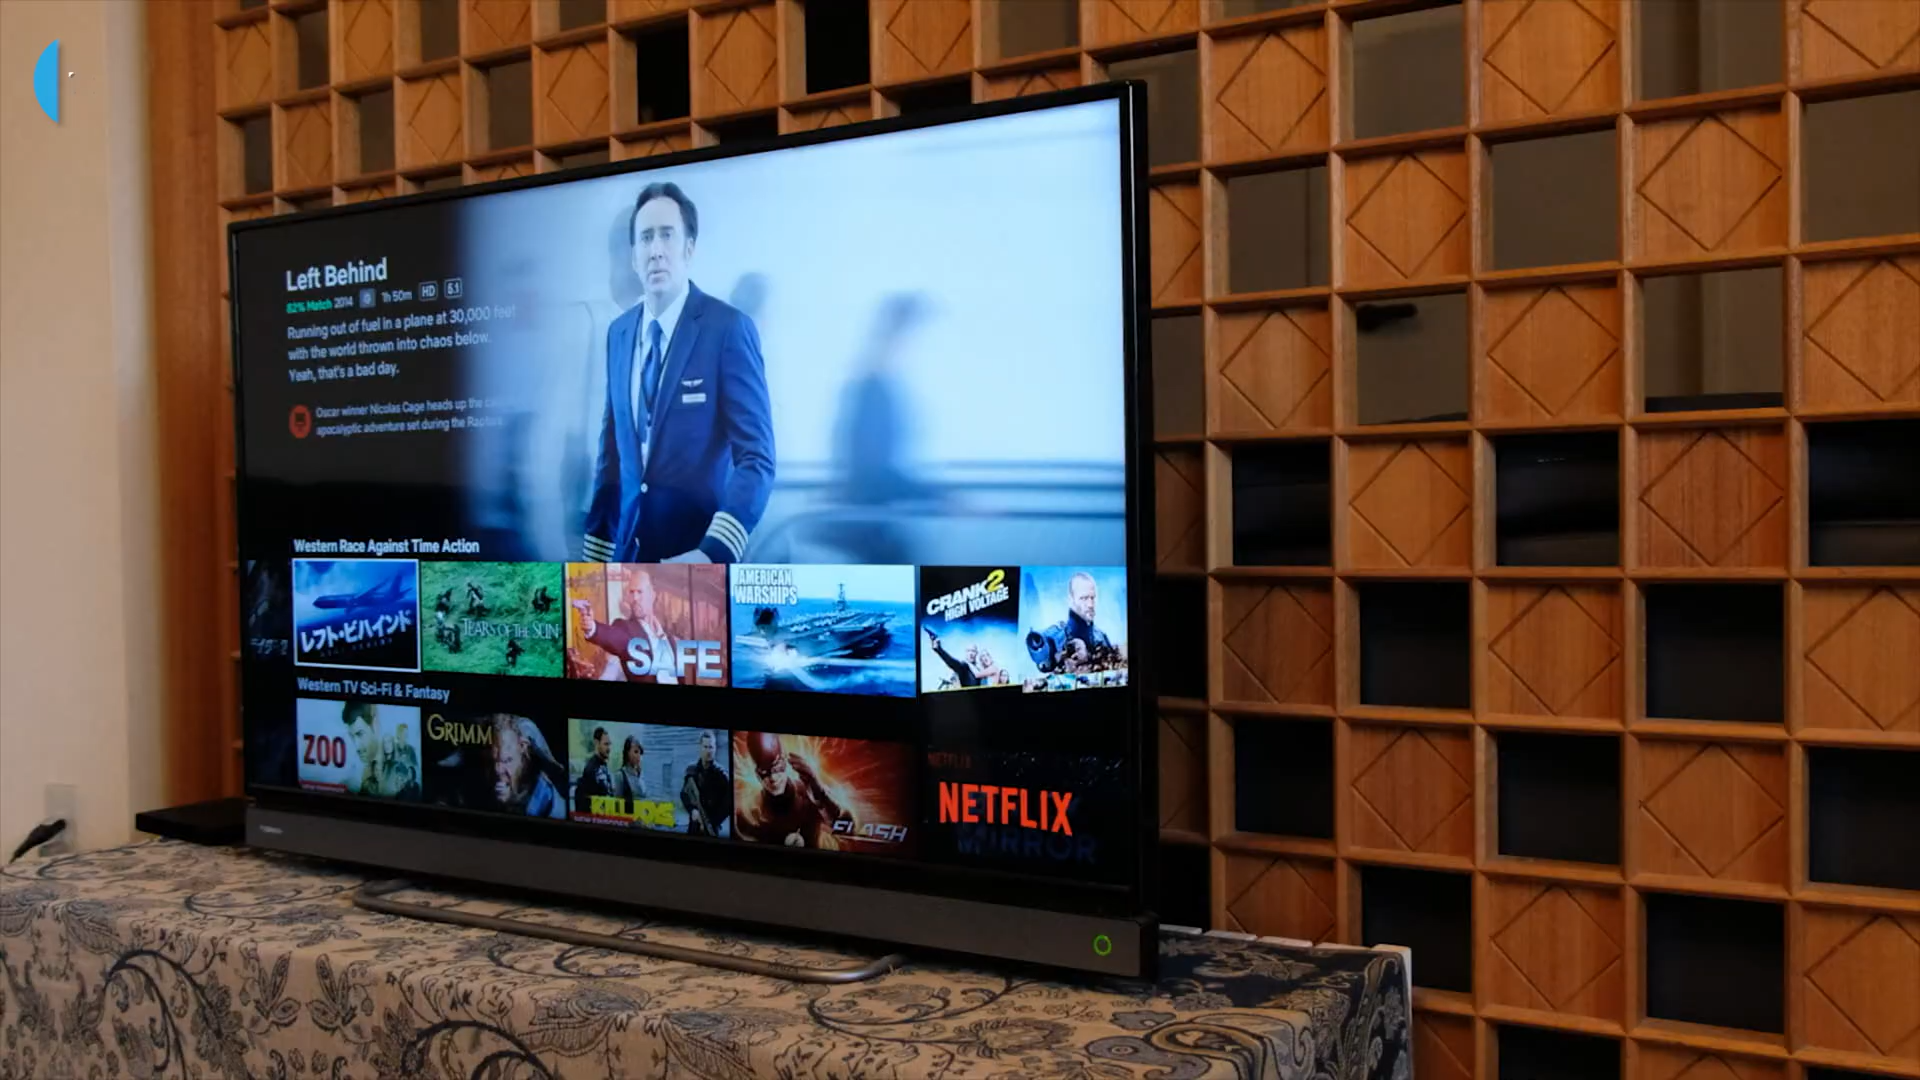 Left Behind
82% Match 2014 1h 50m HD 5.1
Running out of fuel in a plane at 30,000 feet
with the world thrown into chaos below.
Yeah, that's a bad day.
Oscar winner Nicolas Cage heads up the
apocalyptic adventure set during the Rapture
Western Race Against Time Action
レフト・ビハインド
TEARS OF THE SUN
SAFE
AMERICAN
WARSHIPS
CRANK 2
HIGH VOLTAGE
Western TV Sci-Fi & Fantasy
ZOO
GRIMM
KILLJOYS
NEW EPISODES
FLASH
NETFLIX
NETFLIX
MIRROR